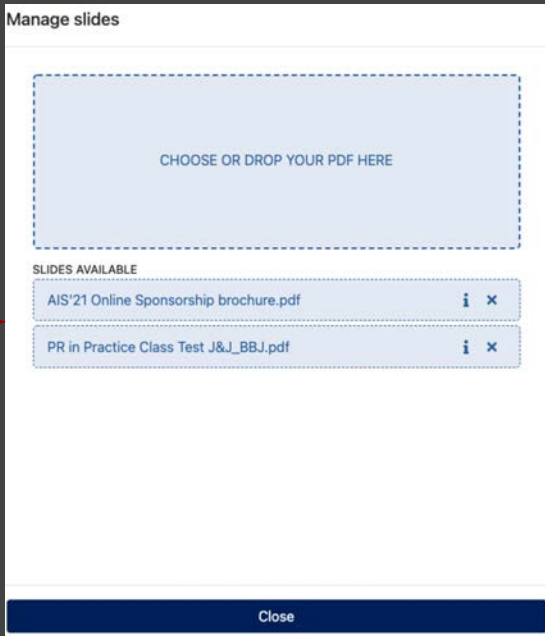 Manage slides
CHOOSE OR DROP YOUR PDF HERE
SLIDES AVAILABLE
AIS'21 Online Sponsorship brochure.pdf i ×
PR in Practice Class Test J&J_BBJ.pdf i ×
Close